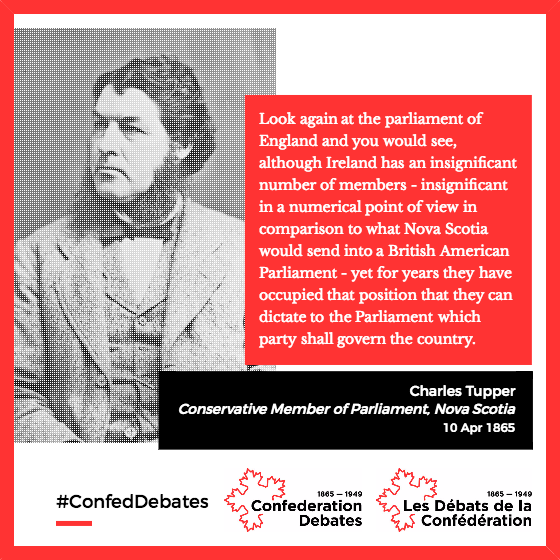 Look again at the parliament of
England and you would see,
although Ireland has an insignificant
number of members - insignificant
in a numerical point of view in
comparison to what Nova Scotia
would send into a British American
Parliament - yet for years they have
occupied that position that they can
dictate to the Parliament which
party shall govern the country.
Charles Tupper
Conservative Member of Parliament, Nova Scotia
10 Apr 1865
#ConfedDebates
1865 — 1949
Confederation
Debates
1865 — 1949
Les Débats de la
Confédération